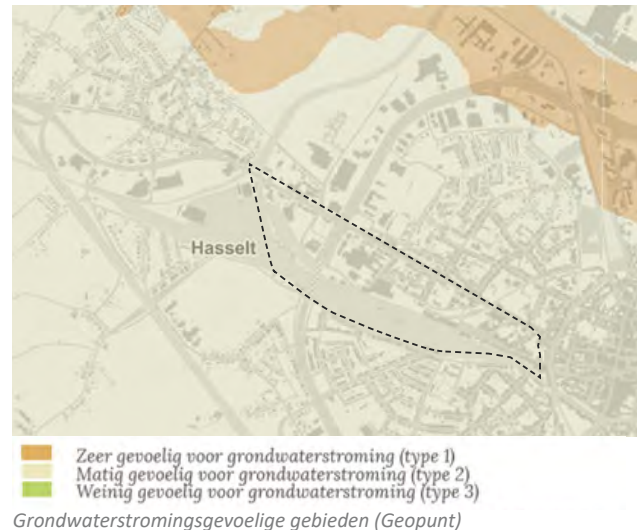 Hasselt
Zeer gevoelig voor grondwaterstroming (type 1)
Matig gevoelig voor grondwaterstroming (type 2)
Weinig gevoelig voor grondwaterstroming (type 3)
Grondwaterstromingsgevoelige gebieden (Geopunt)